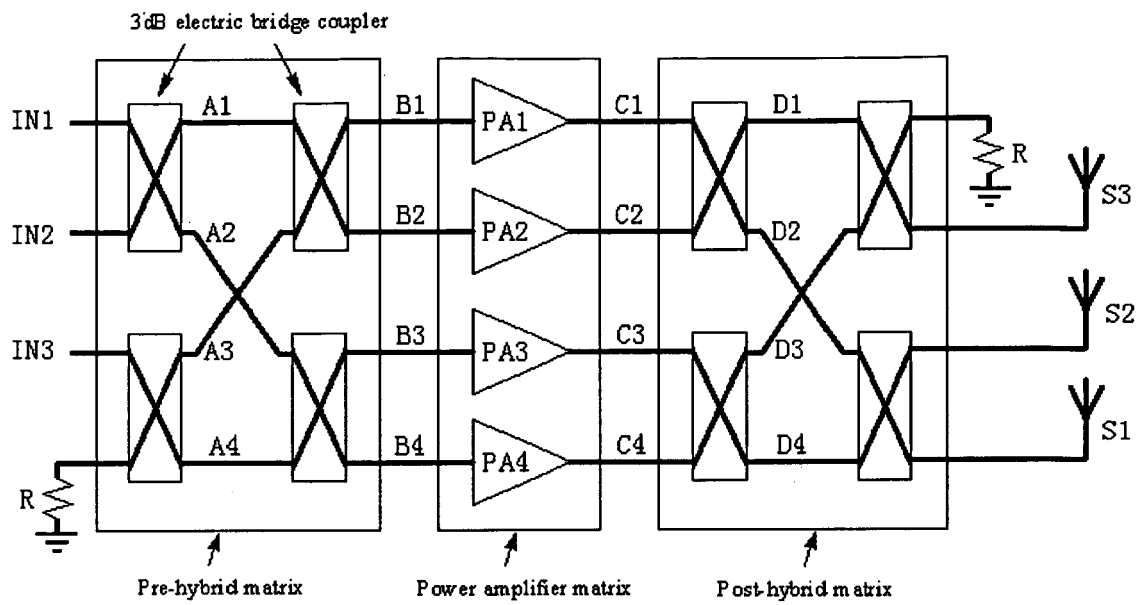 3dB electric bridge coupler
IN1 A1 B1 PA1 C1 D1 R
S3
IN2 A2 B2 PA2 C2 D2
S2
IN3 A3 B3 PA3 C3 D3
S1
A4 B4 PA4 C4 D4
R
Pre-hybrid matrix Power amplifier matrix Post-hybrid matrix